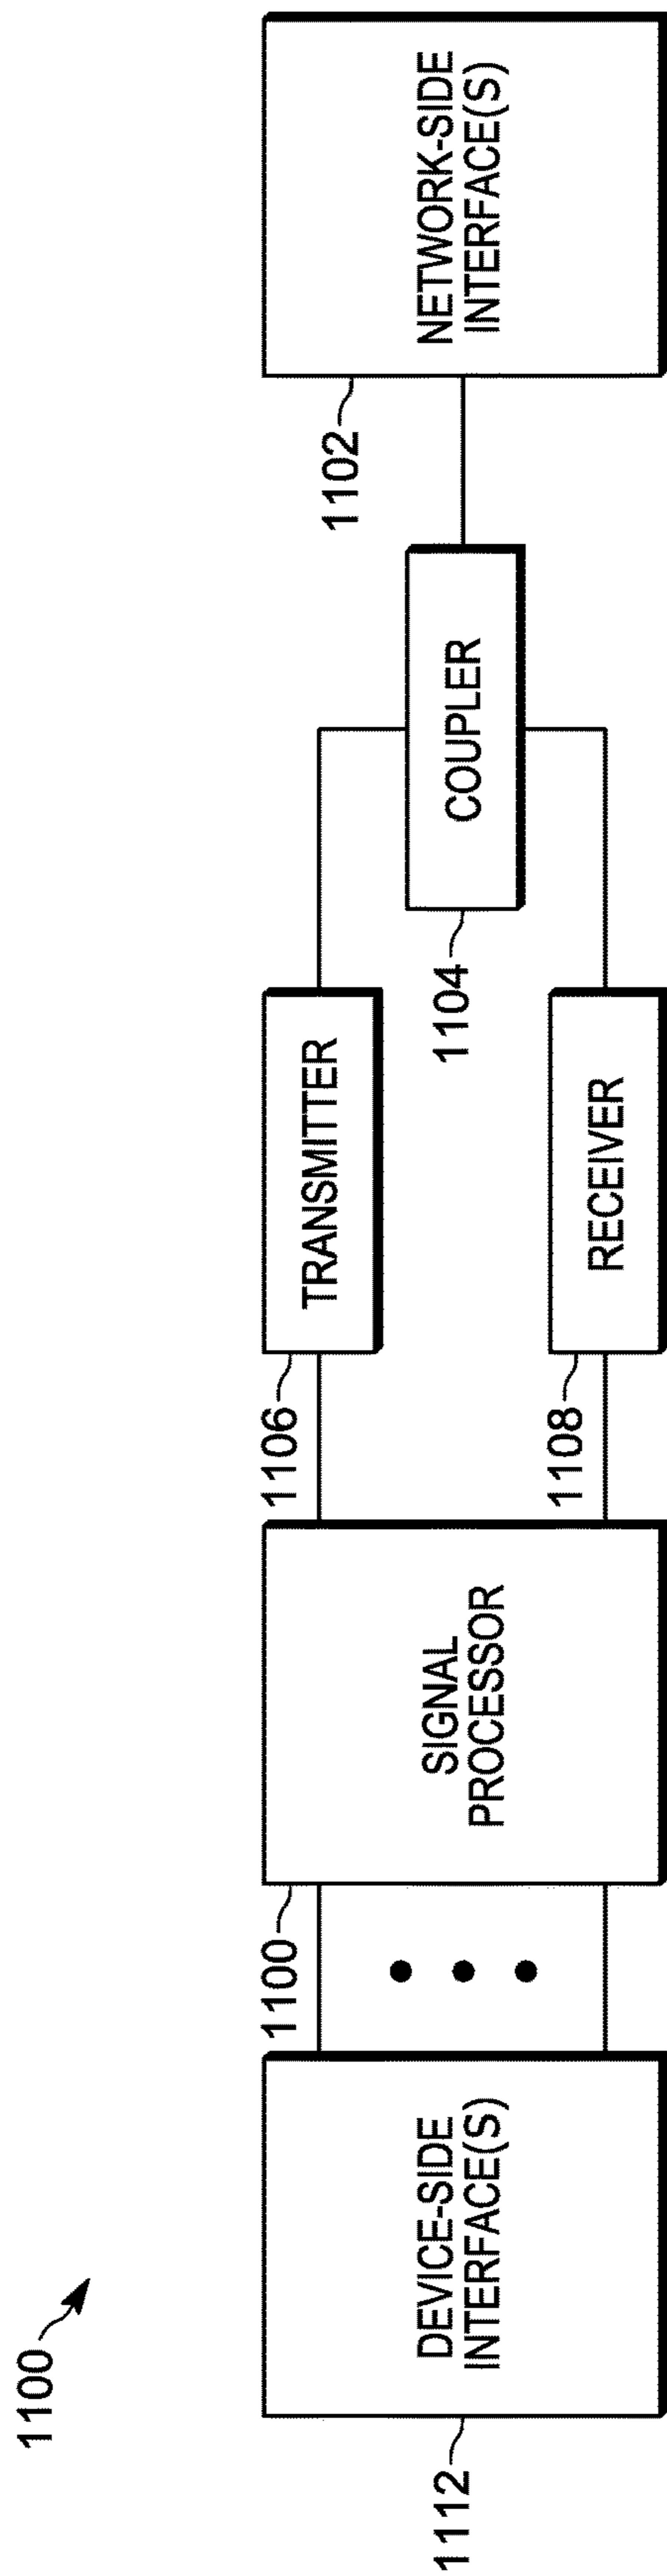 1100
DEVICE-SIDE
INTERFACE(S)
1112
1100
SIGNAL
PROCESSOR
1106
TRANSMITTER
1108
RECEIVER
1104
COUPLER
1102
NETWORK-SIDE
INTERFACE(S)